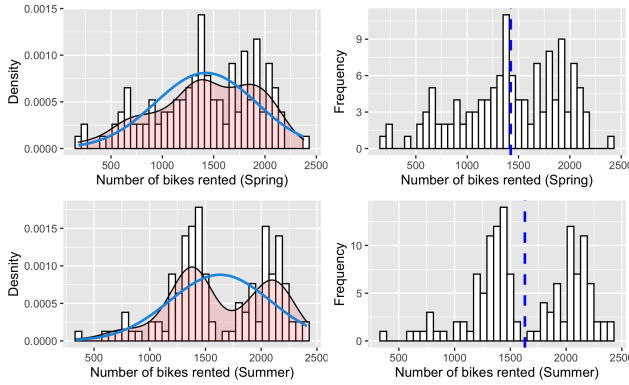 0.0015
0.0010
0.0005
0.0000
Density
500 1000 1500 2000 2500
Number of bikes rented (Spring)
9
6
3
0
Frequency
500 1000 1500 2000 2500
Number of bikes rented (Spring)
0.0015
0.0010
0.0005
0.0000
Desnity
500 1000 1500 2000 2500
Number of bikes rented (Summer)
10
5
0
Frequency
500 1000 1500 2000 2500
Number of bikes rented (Summer)